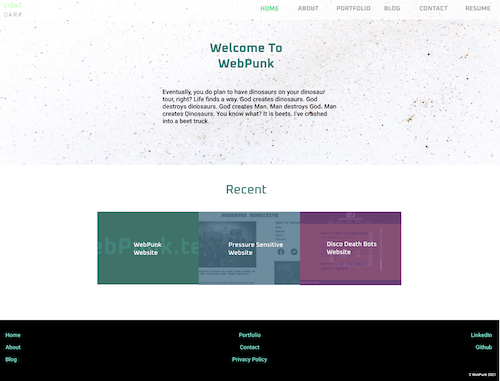 LIGHT
DARK
HOME ABOUT PORTFOLIO BLOG CONTACT RESUME
Welcome To
WebPunk
Eventually, you do plan to have dinosaurs on your dinosaur
tour, right? Life finds a way. God creates dinosaurs. God
destroys dinosaurs. God creates Man. Man destroys God. Man
creates Dinosaurs. You know what? It is beets. I've crashed
into a beet truck.
Recent
WebPunk
Website
Pressure Sensitive
Website
Disco Death Bots
Website
Home Portfolio LinkedIn
About Contact Github
Blog Privacy Policy
© WebPunk 2023